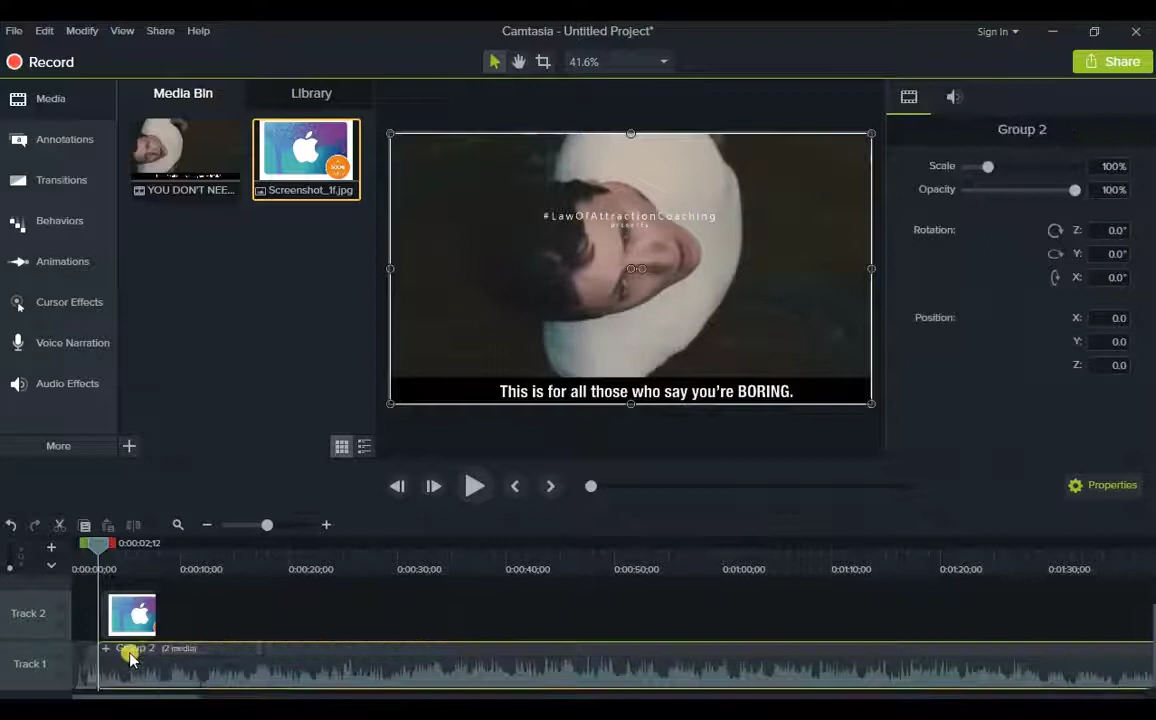 File Edit Modify View Share Help
Camtasia - Untitled Project*
Sign In
Record
41.6%
Share
Media
Annotations
Transitions
Behaviors
Animations
Cursor Effects
Voice Narration
Audio Effects
More
Media Bin
Library
YOU DON'T NEE...
Screenshot_1f.jpg
#LawOfAttractionCoaching
presents
This is for all those who say you're BORING.
Group 2
Scale 100%
Opacity 100%
Rotation: Z: 0.0°
Y: 0.0°
X: 0.0°
Position: X: 0.0
Y: 0.0
Z: 0.0
Properties
0:00:02;12
0:00:00;00 0:00:10;00 0:00:20;00 0:00:30;00 0:00:40;00 0:00:50;00 0:01:00;00 0:01:10;00 0:01:20;00 0:01:30;00
Track 2
Group 2 (2 media)
Track 1